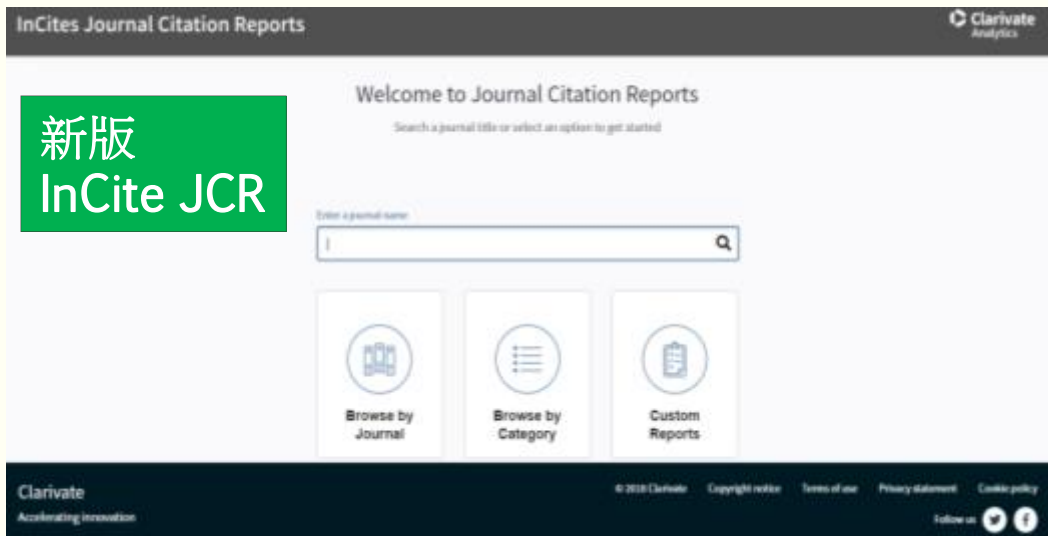 InCites Journal Citation Reports
Clarivate
Analytics
Welcome to Journal Citation Reports
Search a journal title or select an option to get started
新版
InCite JCR
Enter a journal name
Browse by
Journal
Browse by
Category
Custom
Reports
Clarivate
Accelerating innovation
© 2018 Clarivate
Copyright notice
Terms of use
Privacy statement
Cookie policy
Follow us